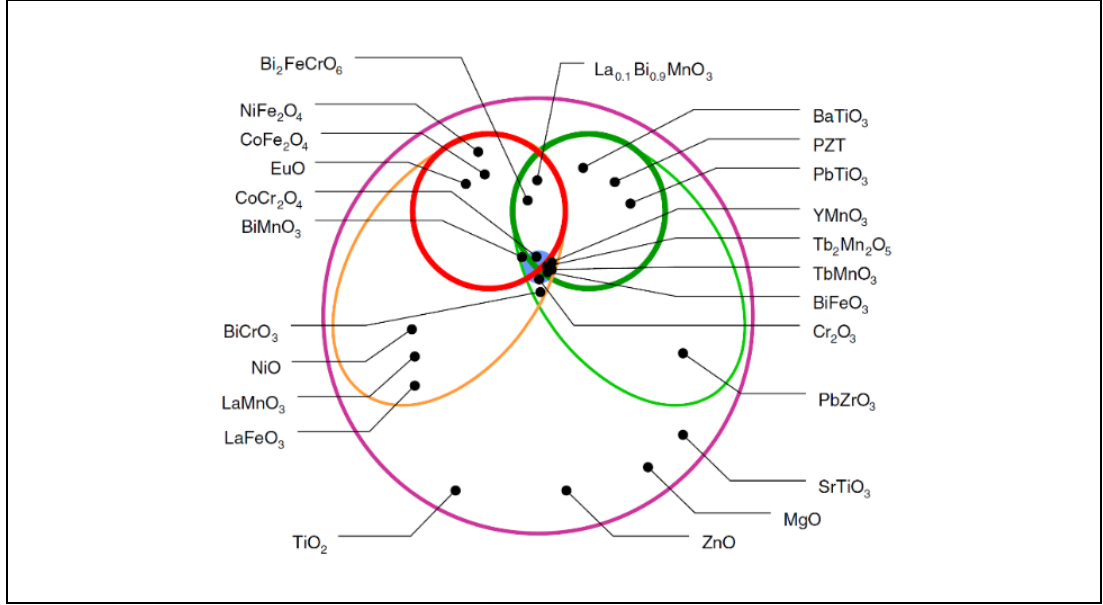 Bi₂FeCrO₆
La₀.₁Bi₀.₉MnO₃
NiFe₂O₄
CoFe₂O₄
EuO
CoCr₂O₄
BiMnO₃
BaTiO₃
PZT
PbTiO₃
YMnO₃
Tb₂Mn₂O₅
TbMnO₃
BiFeO₃
Cr₂O₃
BiCrO₃
NiO
LaMnO₃
LaFeO₃
PbZrO₃
SrTiO₃
MgO
TiO₂
ZnO